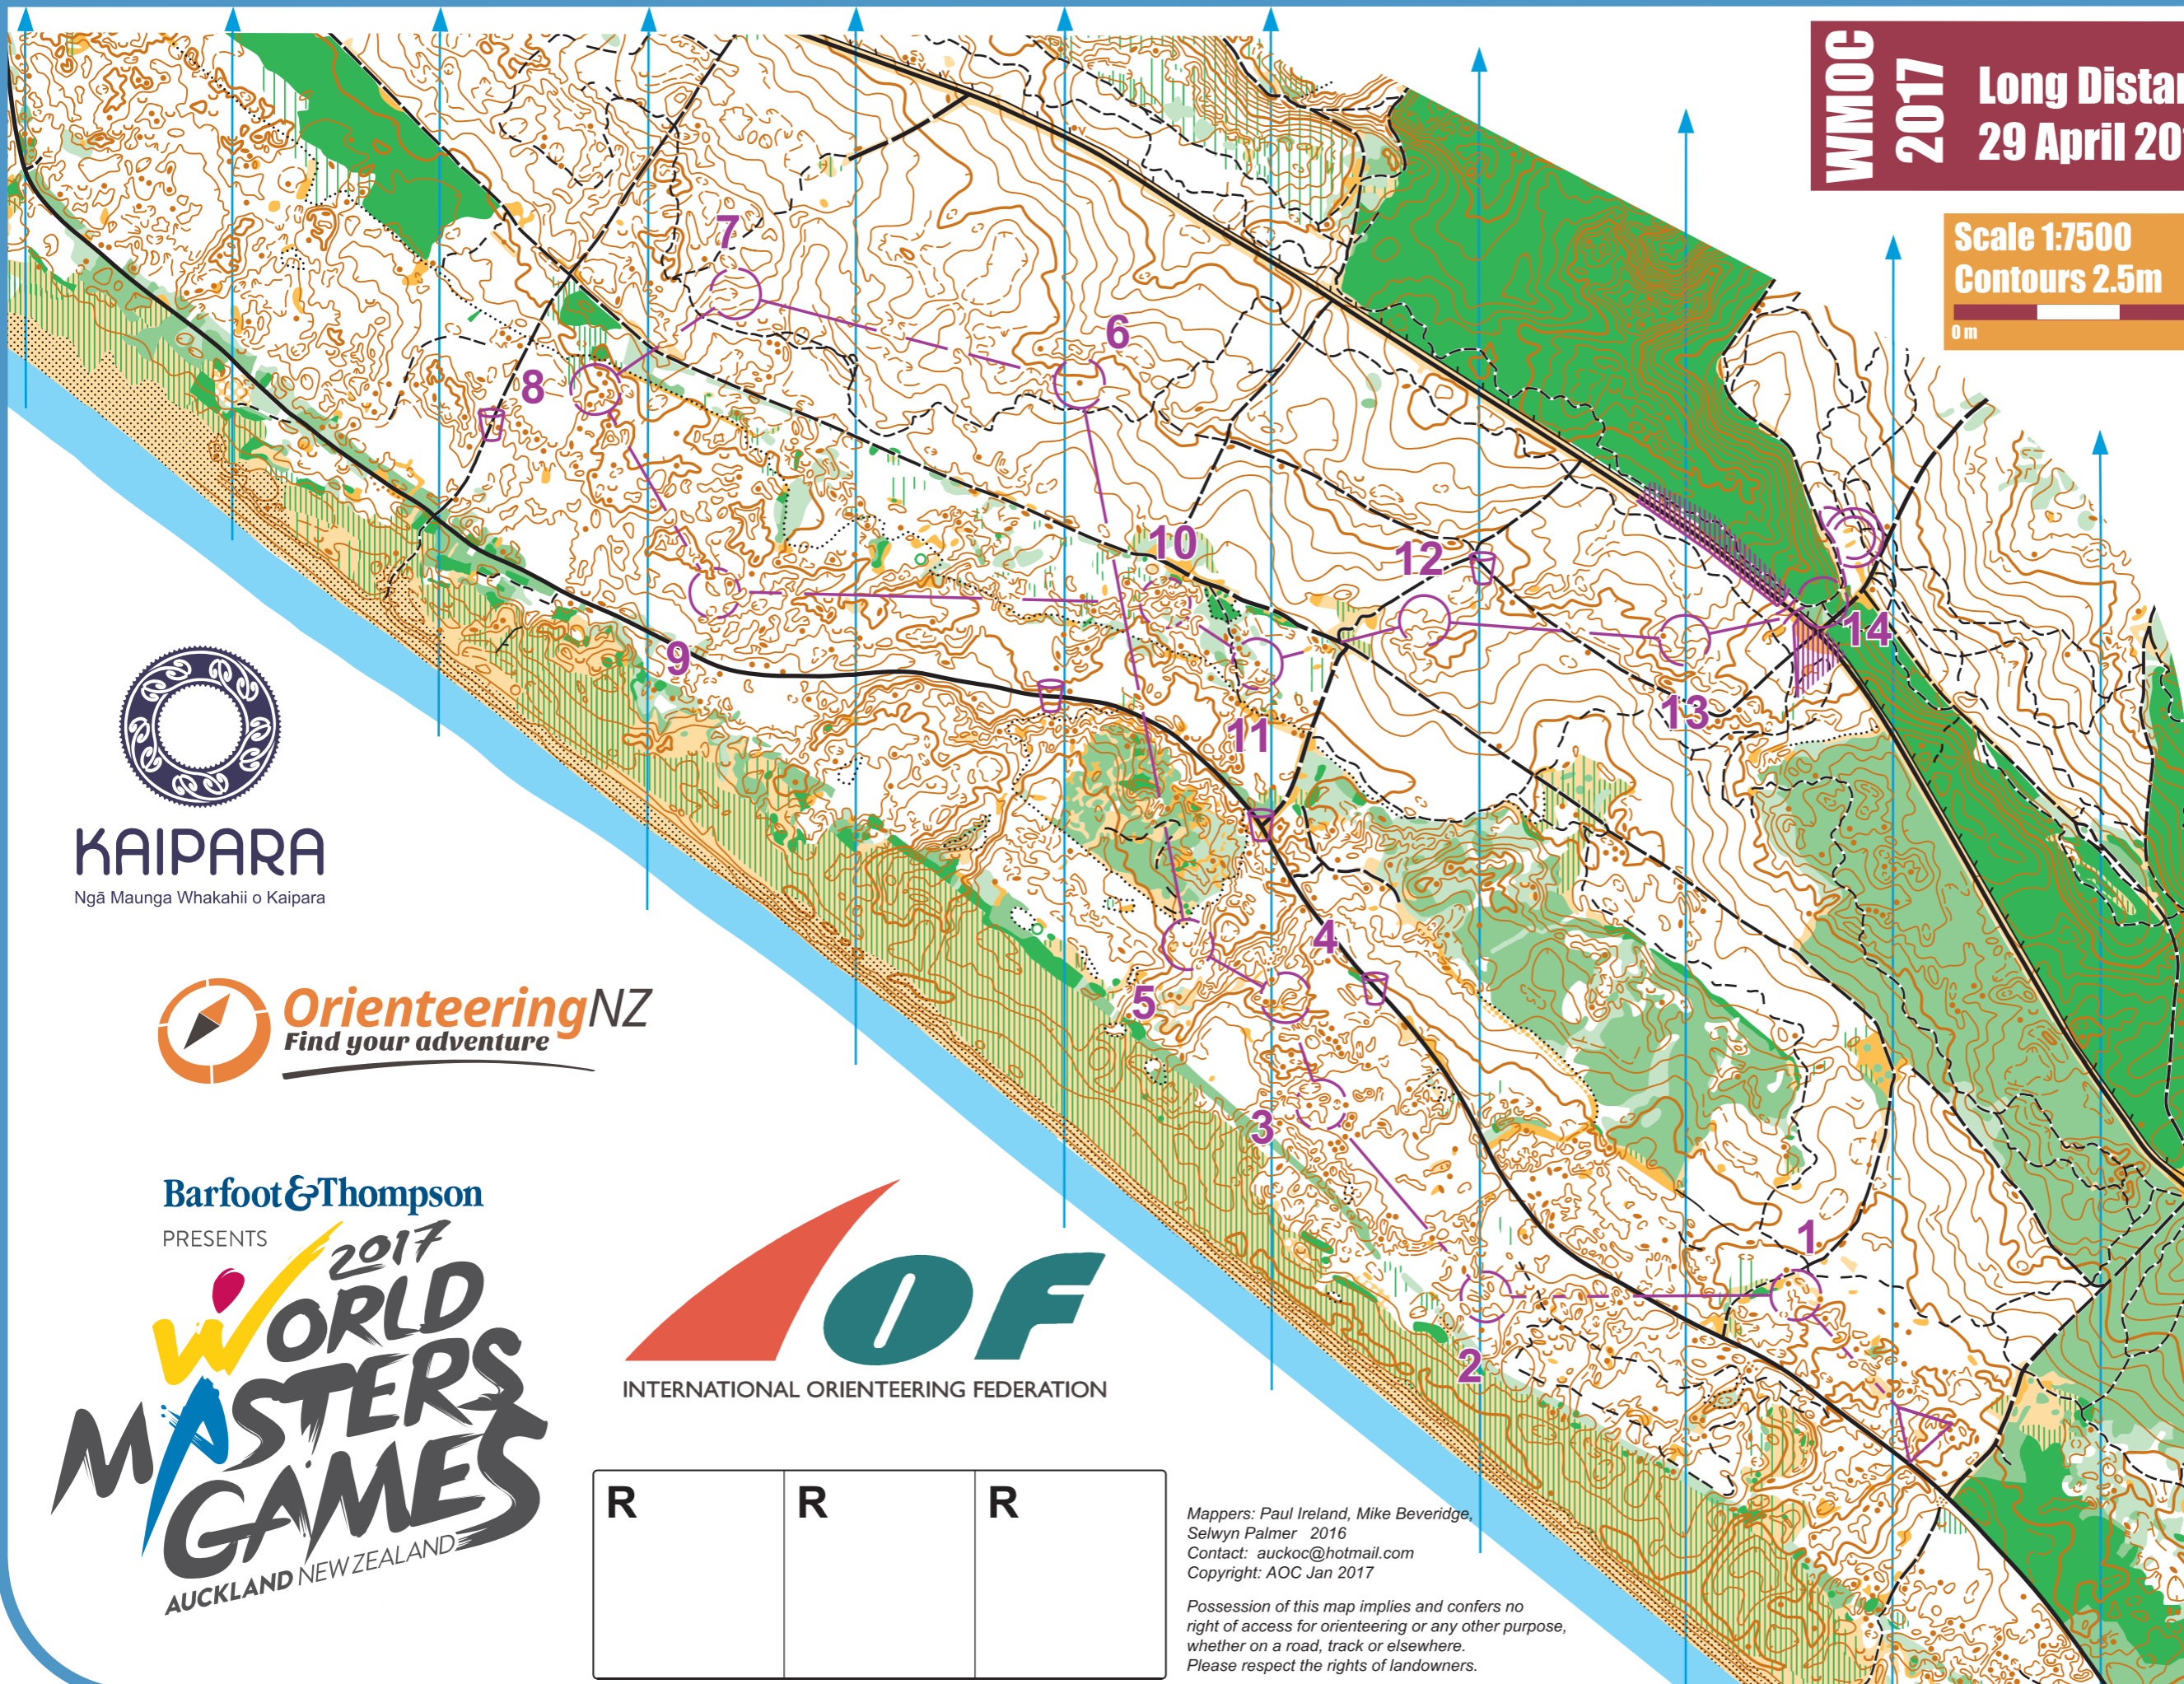 WMOC
2017
Long Distan
29 April 20
Scale 1:7500
Contours 2.5m
0 m
7
6
8
10
12
14
9
13
11
4
5
3
1
2
KAIPARA
Ngā Maunga Whakahii o Kaipara
OrienteeringNZ
Find your adventure
Barfoot&Thompson
PRESENTS
2017
WORLD
MASTERS
GAMES
AUCKLAND NEW ZEALAND
IOF
INTERNATIONAL ORIENTEERING FEDERATION
R R R
Mappers: Paul Ireland, Mike Beveridge,
Selwyn Palmer 2016
Contact: auckoc@hotmail.com
Copyright: AOC Jan 2017
Possession of this map implies and confers no
right of access for orienteering or any other purpose,
whether on a road, track or elsewhere.
Please respect the rights of landowners.